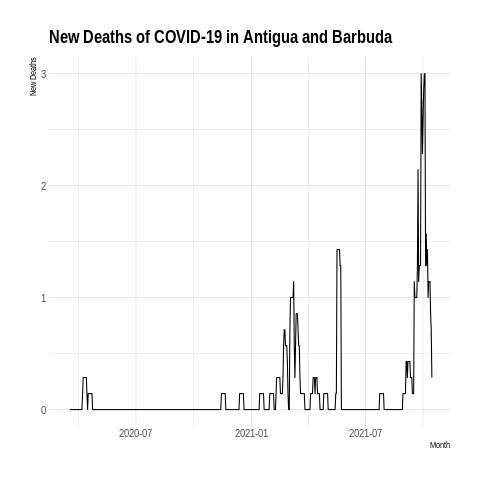 New Deaths of COVID-19 in Antigua and Barbuda
New Deaths
3
2
1
0
2020-07 2021-01 2021-07
Month